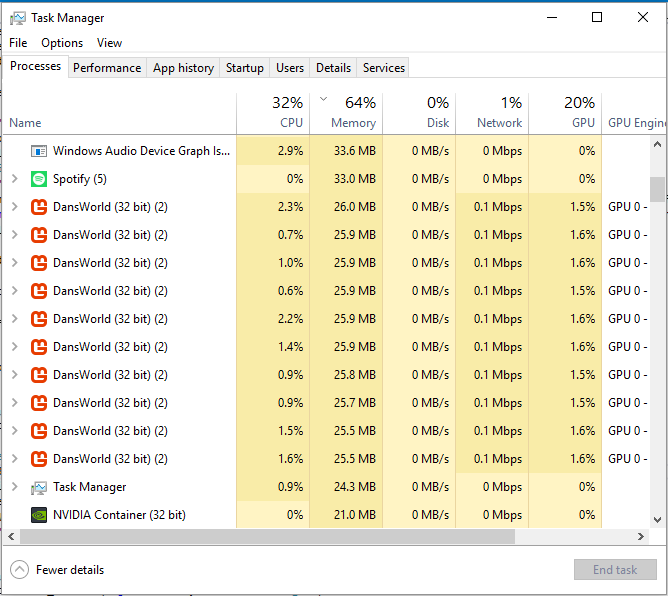 Task Manager
File Options View
Processes Performance App history Startup Users Details Services
32% 64% 0% 1% 20%
Name CPU Memory Disk Network GPU GPU Engine
Windows Audio Device Graph Is... 2.9% 33.6 MB 0 MB/s 0 Mbps 0%
Spotify (5) 0% 33.0 MB 0 MB/s 0 Mbps 0%
DansWorld (32 bit) (2) 2.3% 26.0 MB 0 MB/s 0.1 Mbps 1.5% GPU 0 -
DansWorld (32 bit) (2) 0.7% 25.9 MB 0 MB/s 0.1 Mbps 1.6% GPU 0 -
DansWorld (32 bit) (2) 1.0% 25.9 MB 0 MB/s 0.1 Mbps 1.6% GPU 0 -
DansWorld (32 bit) (2) 0.6% 25.9 MB 0 MB/s 0.1 Mbps 1.5% GPU 0 -
DansWorld (32 bit) (2) 2.2% 25.9 MB 0 MB/s 0.1 Mbps 1.6% GPU 0 -
DansWorld (32 bit) (2) 1.4% 25.9 MB 0 MB/s 0.1 Mbps 1.6% GPU 0 -
DansWorld (32 bit) (2) 0.9% 25.8 MB 0 MB/s 0.1 Mbps 1.6% GPU 0 -
DansWorld (32 bit) (2) 0.9% 25.7 MB 0 MB/s 0.1 Mbps 1.6% GPU 0 -
DansWorld (32 bit) (2) 1.5% 25.5 MB 0 MB/s 0.1 Mbps 1.6% GPU 0 -
DansWorld (32 bit) (2) 1.6% 25.5 MB 0 MB/s 0.1 Mbps 1.6% GPU 0 -
Task Manager 0.9% 24.3 MB 0 MB/s 0 Mbps 0%
NVIDIA Container (32 bit) 0% 21.0 MB 0 MB/s 0 Mbps 0%
Fewer details End task